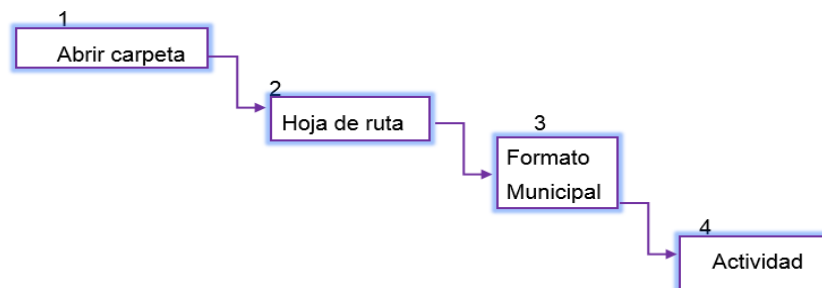 1
Abrir carpeta
2
Hoja de ruta
3
Formato
Municipal
4
Actividad